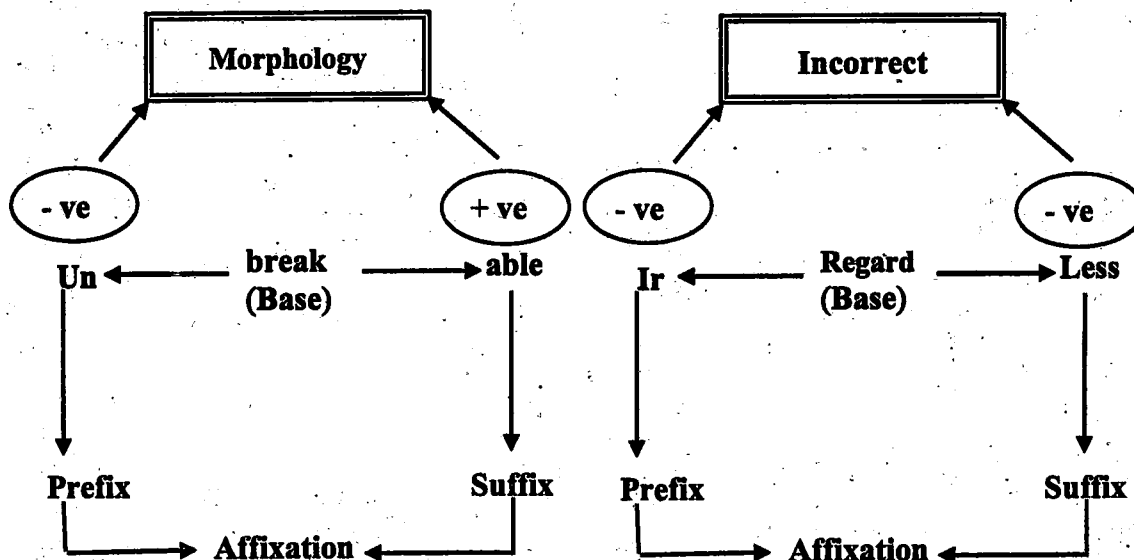 Morphology
- ve
+ ve
Un
break
(Base)
able
Prefix
Suffix
Affixation
Incorrect
- ve
- ve
Ir
Regard
(Base)
Less
Prefix
Suffix
Affixation